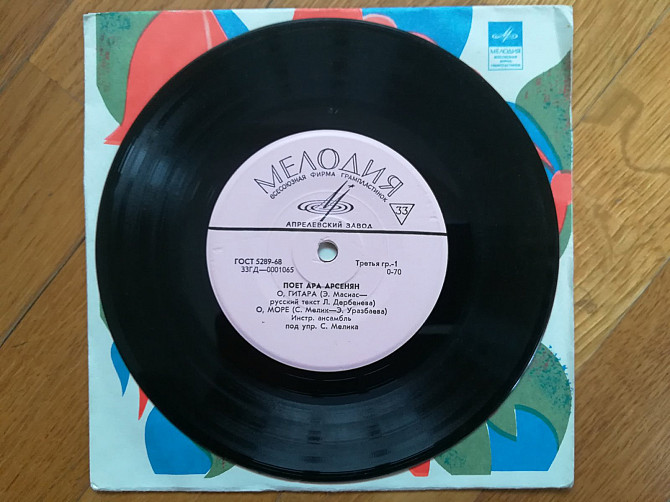 МЕЛОДИЯ
МЕЛОДИЯ
ВСЕСОЮЗНАЯ ФИРМА ГРАМПЛАСТИНОК
33
АПРЕЛЕВСКИЙ ЗАВОД
ГОСТ 5289-68
33ГД—0001065
Третья гр.-1
0-70
ПОЕТ АРА АРСЕНЯН
О, ГИТАРА (Э. Масиас—
русский текст Л. Дербенева)
О, МОРЕ (С. Мелик—Э. Уразбаева)
Инстр. ансамбль
под упр. С. Мелика